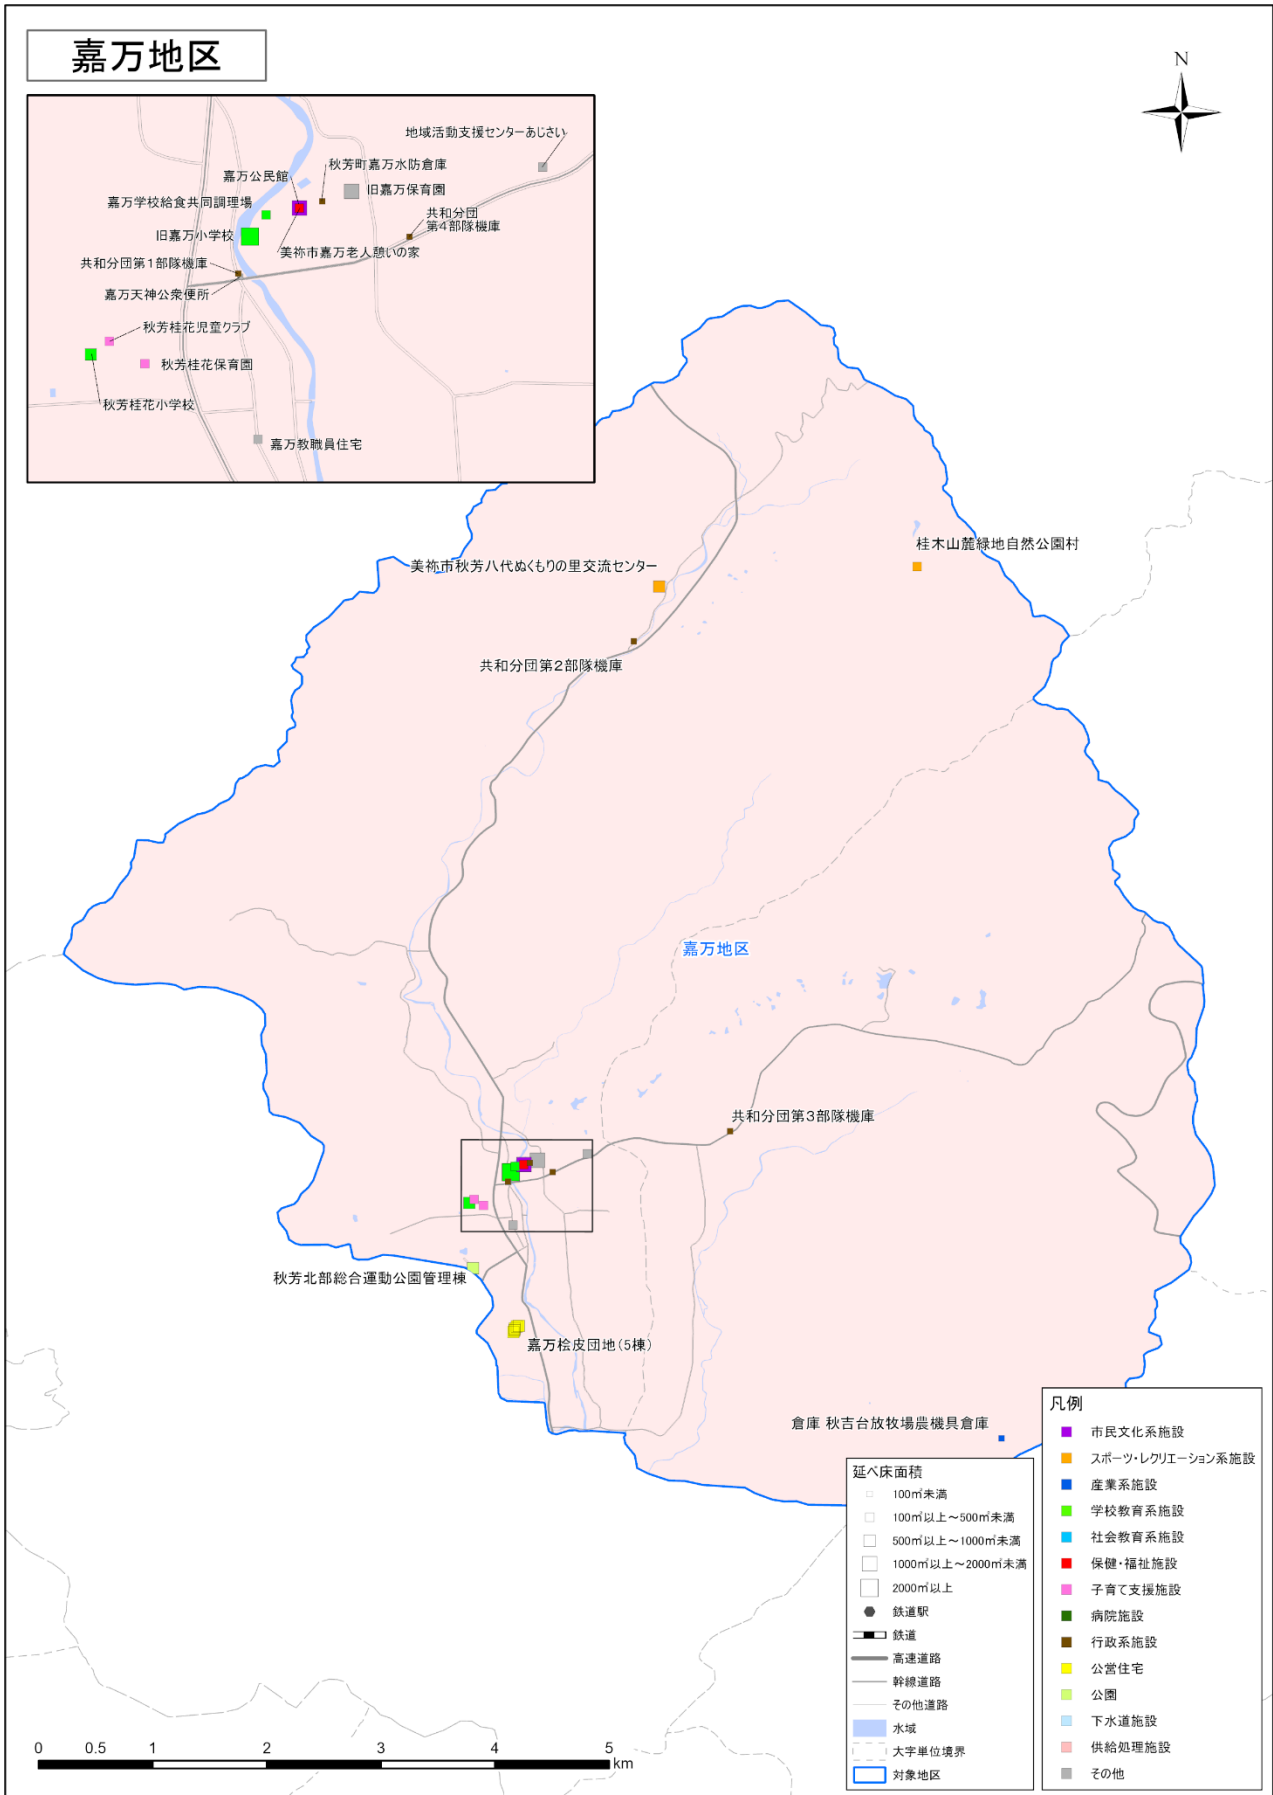 嘉万地区
N
地域活動支援センターあじさい
秋芳町嘉万水防倉庫
嘉万公民館
旧嘉万保育園
嘉万学校給食共同調理場
共和分団
第4部隊機庫
旧嘉万小学校
美祢市嘉万老人憩いの家
共和分団第1部隊機庫
嘉万天神公衆便所
秋芳桂花児童クラブ
秋芳桂花保育園
秋芳桂花小学校
嘉万教職員住宅
桂木山麓緑地自然公園村
美祢市秋芳八代ぬくもりの里交流センター
共和分団第2部隊機庫
嘉万地区
共和分団第3部隊機庫
秋芳北部総合運動公園管理棟
嘉万桧皮団地(5棟)
倉庫 秋吉台放牧場農機具倉庫
延べ床面積
100㎡未満
100㎡以上～500㎡未満
500㎡以上～1000㎡未満
1000㎡以上～2000㎡未満
2000㎡以上
鉄道駅
鉄道
高速道路
幹線道路
その他道路
水域
大字単位境界
対象地区
凡例
市民文化系施設
スポーツ・レクリエーション系施設
産業系施設
学校教育系施設
社会教育系施設
保健・福祉施設
子育て支援施設
病院施設
行政系施設
公営住宅
公園
下水道施設
供給処理施設
その他
0 0.5 1 2 3 4 5
km